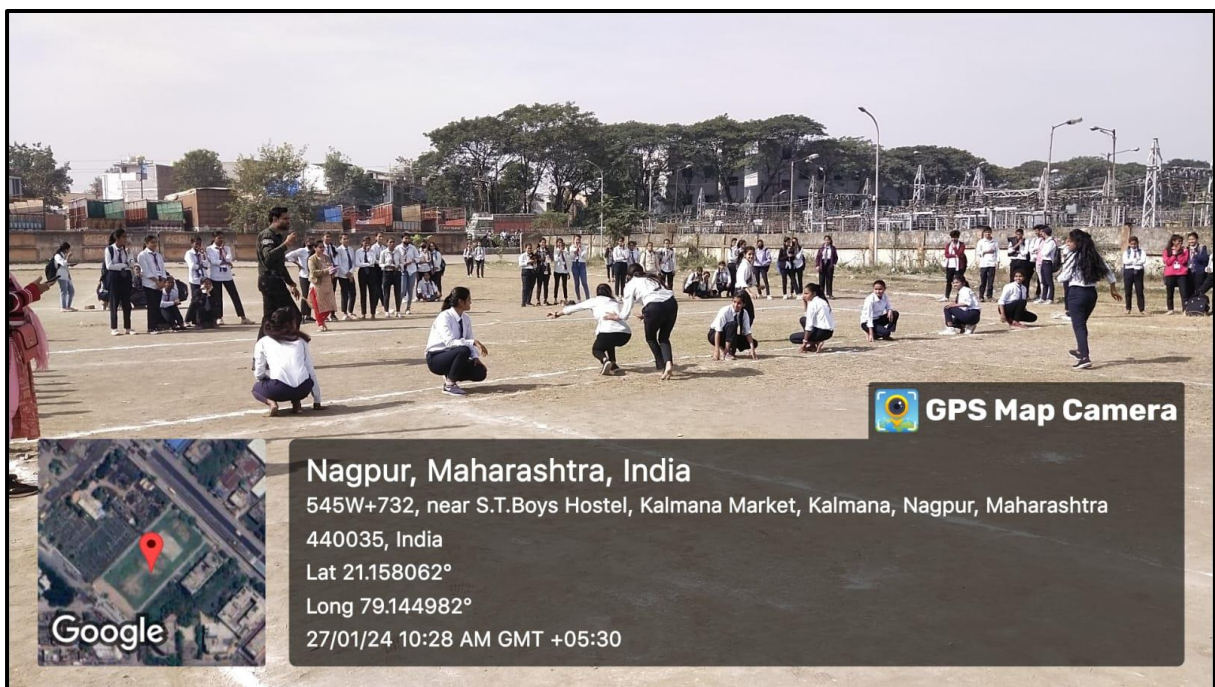 GPS Map Camera
Nagpur, Maharashtra, India
545W+732, near S.T.Boys Hostel, Kalmana Market, Kalmana, Nagpur, Maharashtra
440035, India
Lat 21.158062°
Long 79.144982°
27/01/24 10:28 AM GMT +05:30
Google